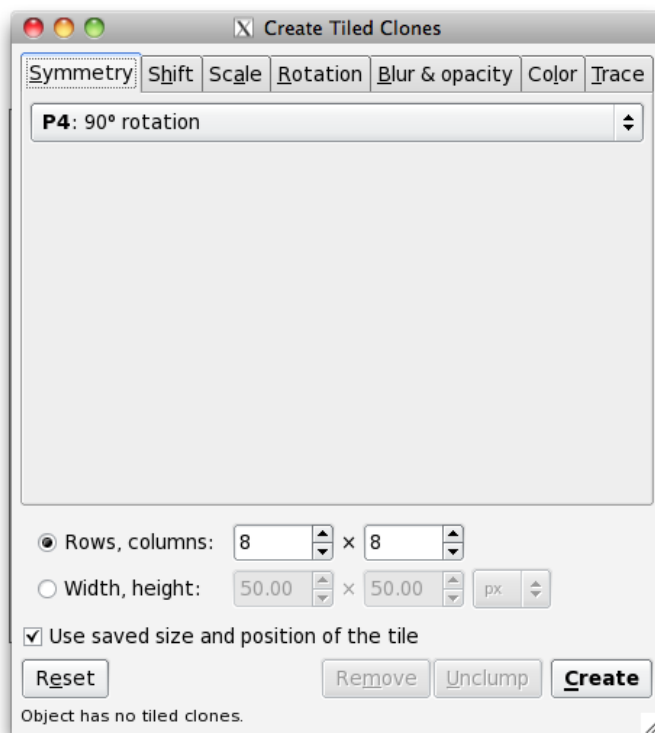 Create Tiled Clones
Symmetry Shift Scale Rotation Blur & opacity Color Trace
P4: 90° rotation
Rows, columns: 8 × 8
Width, height: 50.00 × 50.00 px
Use saved size and position of the tile
Reset Remove Unclump Create
Object has no tiled clones.